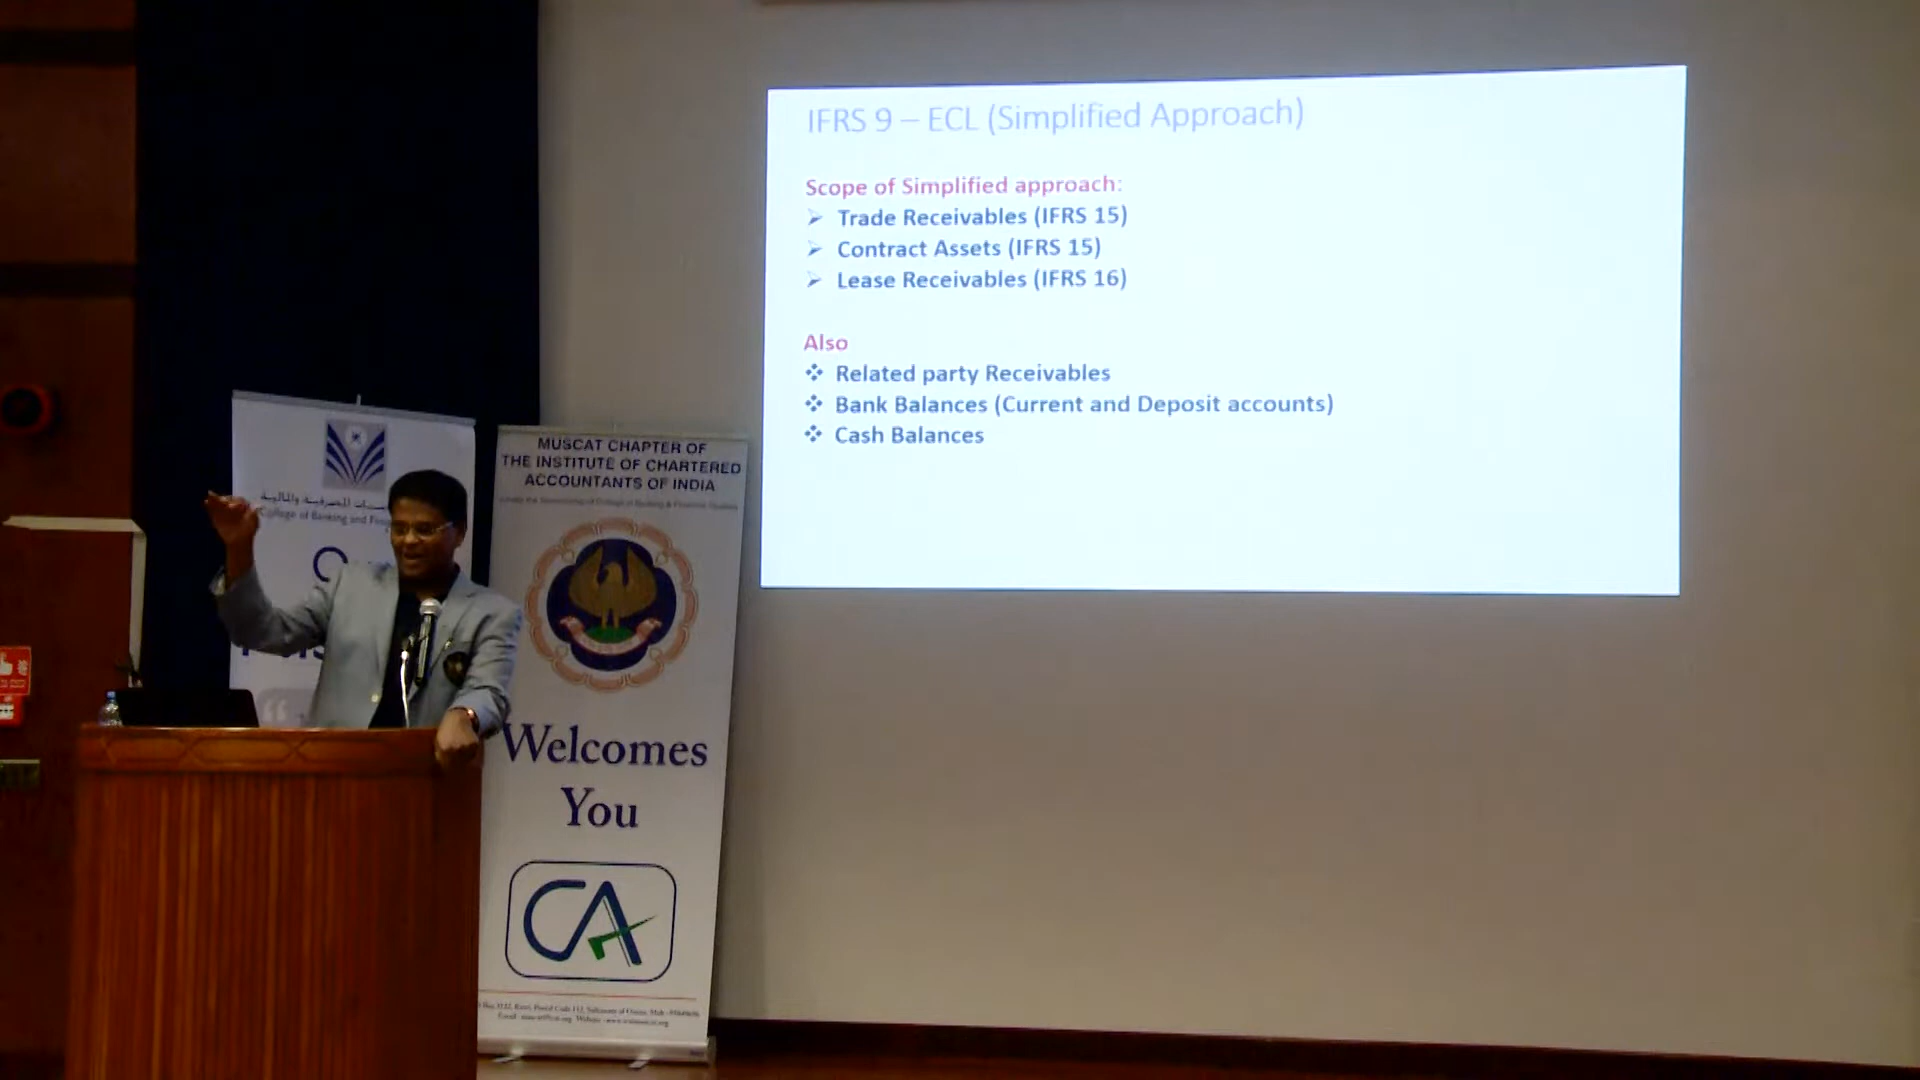 IFRS 9 – ECL (Simplified Approach)
Scope of Simplified approach:
Trade Receivables (IFRS 15)
Contract Assets (IFRS 15)
Lease Receivables (IFRS 16)
Also
Related party Receivables
Bank Balances (Current and Deposit accounts)
Cash Balances
College of Banking and
MUSCAT CHAPTER OF
THE INSTITUTE OF CHARTERED
ACCOUNTANTS OF INDIA
Welcomes
You
CA